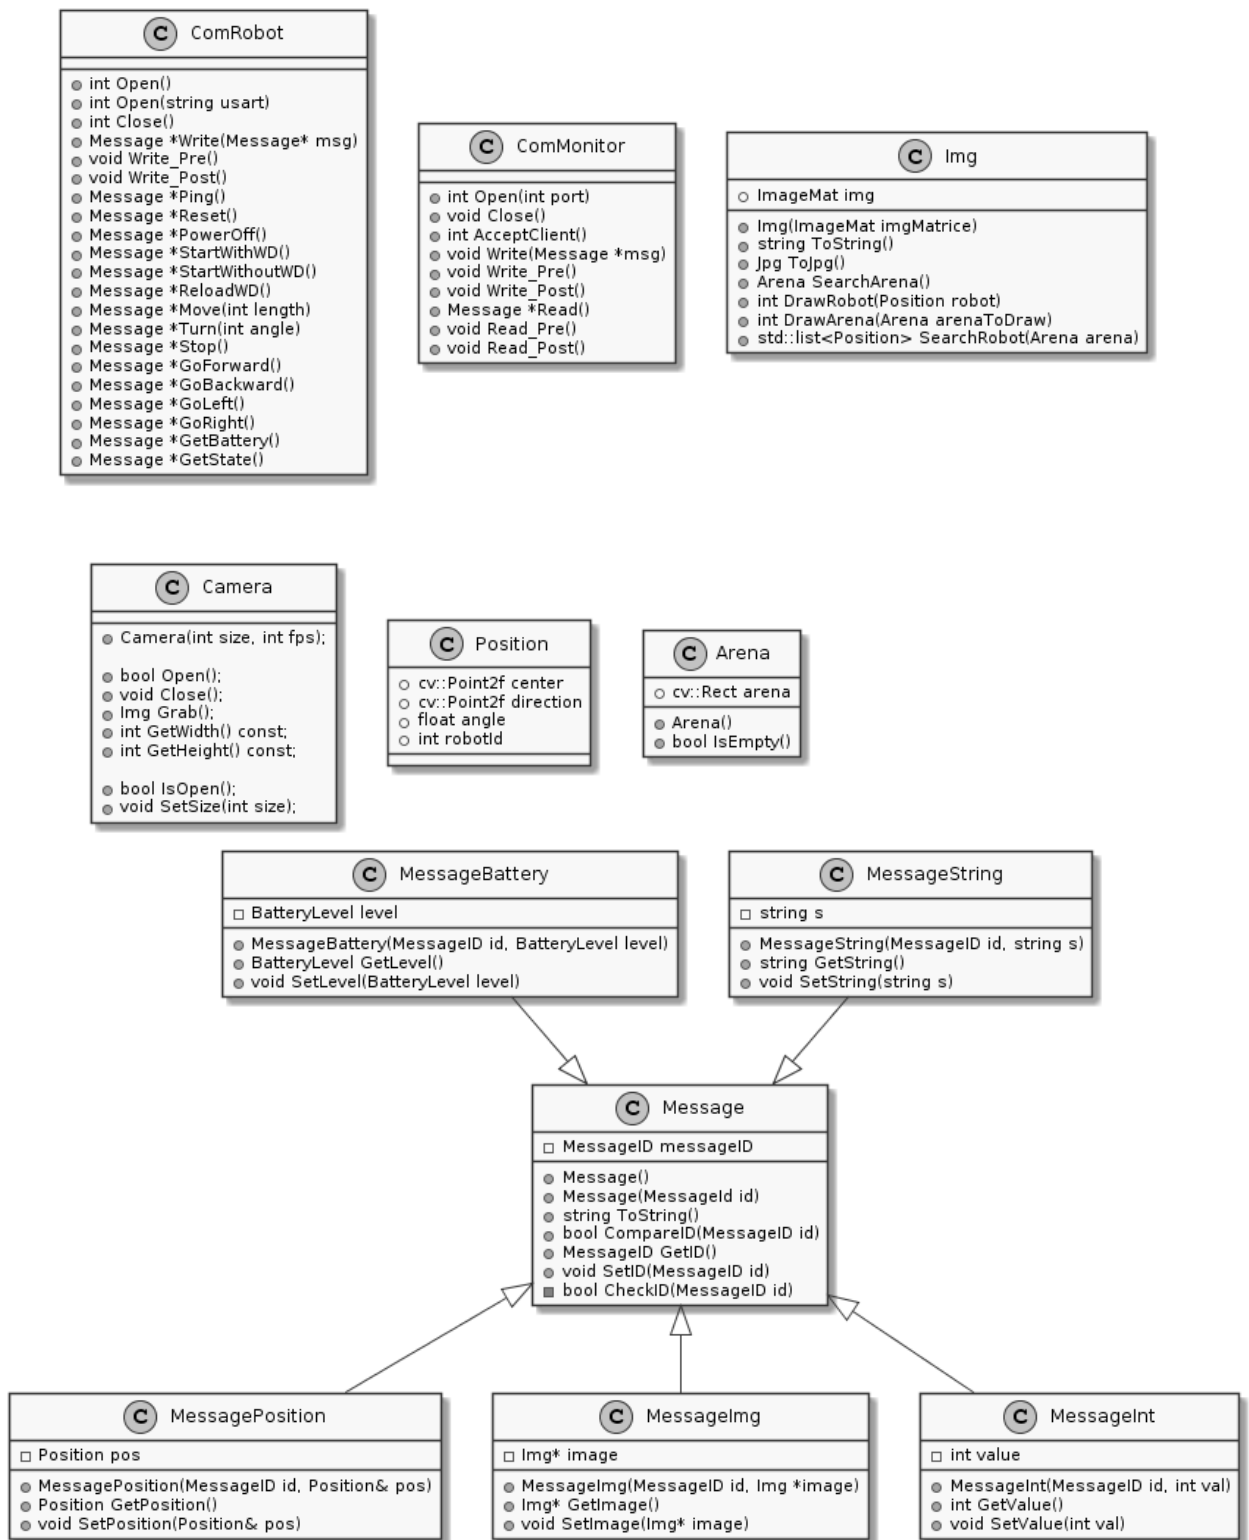 C ComRobot
int Open()
int Open(string usart)
int Close()
Message *Write(Message* msg)
void Write_Pre()
void Write_Post()
Message *Ping()
Message *Reset()
Message *PowerOff()
Message *StartWithWD()
Message *StartWithoutWD()
Message *ReloadWD()
Message *Move(int length)
Message *Turn(int angle)
Message *Stop()
Message *GoForward()
Message *GoBackward()
Message *GoLeft()
Message *GoRight()
Message *GetBattery()
Message *GetState()
C ComMonitor
int Open(int port)
void Close()
int AcceptClient()
void Write(Message *msg)
void Write_Pre()
void Write_Post()
Message *Read()
void Read_Pre()
void Read_Post()
C Img
ImageMat img
Img(ImageMat imgMatrice)
string ToString()
Jpg ToJpg()
Arena SearchArena()
int DrawRobot(Position robot)
int DrawArena(Arena arenaToDraw)
std::list<Position> SearchRobot(Arena arena)
C Camera
Camera(int size, int fps);
bool Open();
void Close();
Img Grab();
int GetWidth() const;
int GetHeight() const;
bool IsOpen();
void SetSize(int size);
C Position
cv::Point2f center
cv::Point2f direction
float angle
int robotId
C Arena
cv::Rect arena
Arena()
bool IsEmpty()
C MessageBattery
BatteryLevel level
MessageBattery(MessageID id, BatteryLevel level)
BatteryLevel GetLevel()
void SetLevel(BatteryLevel level)
C MessageString
string s
MessageString(MessageID id, string s)
string GetString()
void SetString(string s)
C Message
MessageID messageID
Message()
Message(MessageId id)
string ToString()
bool CompareID(MessageID id)
MessageID GetID()
void SetID(MessageID id)
bool CheckID(MessageID id)
C MessagePosition
Position pos
MessagePosition(MessageID id, Position& pos)
Position GetPosition()
void SetPosition(Position& pos)
C MessageImg
Img* image
MessageImg(MessageID id, Img *image)
Img* GetImage()
void SetImage(Img* image)
C MessageInt
int value
MessageInt(MessageID id, int val)
int GetValue()
void SetValue(int val)